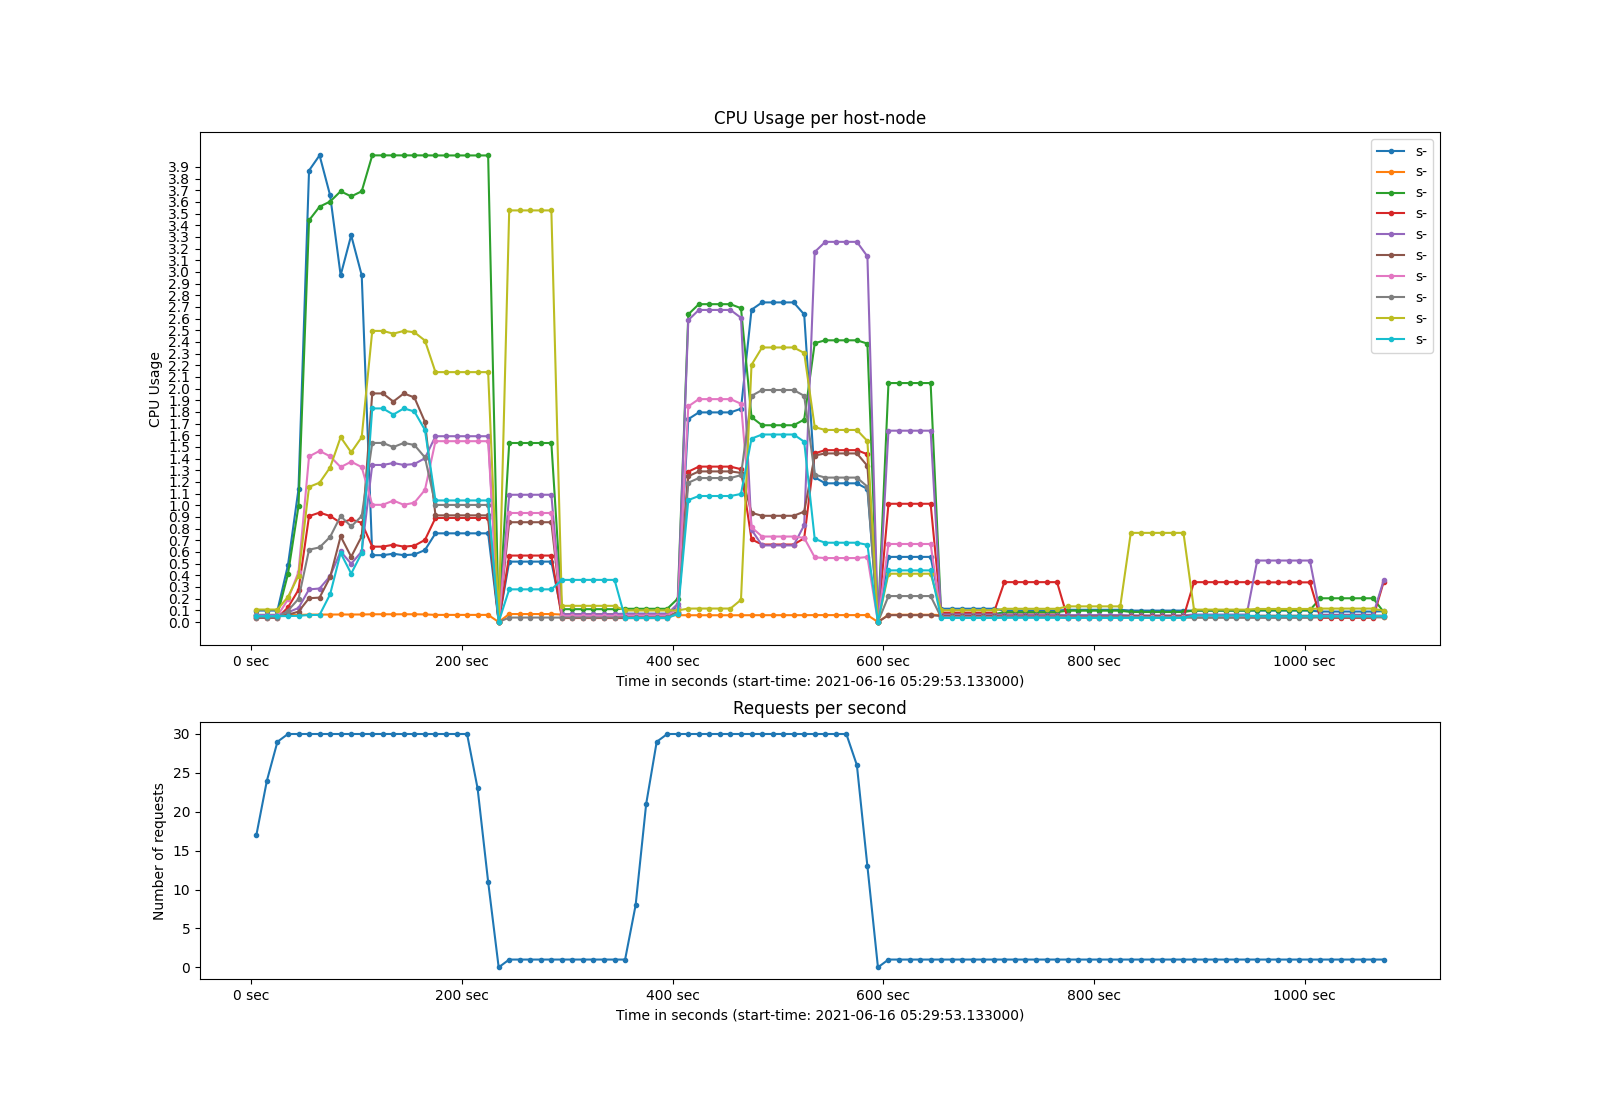 CPU Usage per host-node
CPU Usage
3.9
3.8
3.7
3.6
3.5
3.4
3.3
3.2
3.1
3.0
2.9
2.8
2.7
2.6
2.5
2.4
2.3
2.2
2.1
2.0
1.9
1.8
1.7
1.6
1.5
1.4
1.3
1.2
1.1
1.0
0.9
0.8
0.7
0.6
0.5
0.4
0.3
0.2
0.1
0.0
s-
s-
s-
s-
s-
s-
s-
s-
s-
s-
0 sec 200 sec 400 sec 600 sec 800 sec 1000 sec
Time in seconds (start-time: 2021-06-16 05:29:53.133000)
Requests per second
Number of requests
30
25
20
15
10
5
0
0 sec 200 sec 400 sec 600 sec 800 sec 1000 sec
Time in seconds (start-time: 2021-06-16 05:29:53.133000)